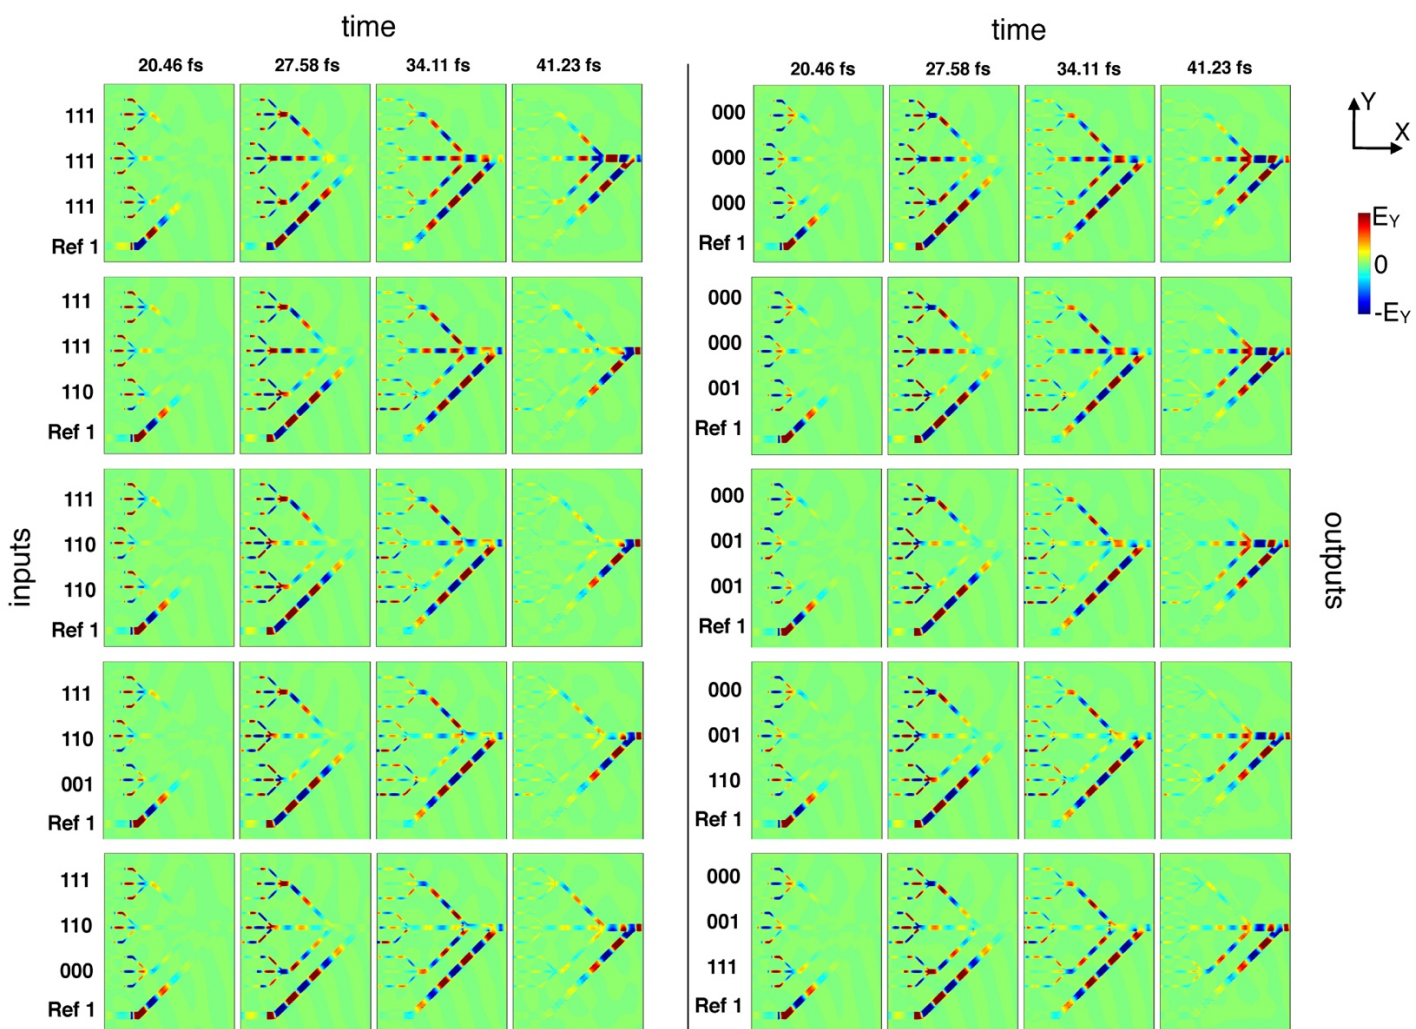 time
time
20.46 fs 27.58 fs 34.11 fs 41.23 fs
20.46 fs 27.58 fs 34.11 fs 41.23 fs
111
111
111
Ref 1
000
000
000
Ref 1
111
111
110
Ref 1
000
000
001
Ref 1
111
110
110
Ref 1
000
001
001
Ref 1
111
110
001
Ref 1
000
001
110
Ref 1
111
110
000
Ref 1
000
001
111
Ref 1
inputs
outputs
Y
X
EY
0
-EY